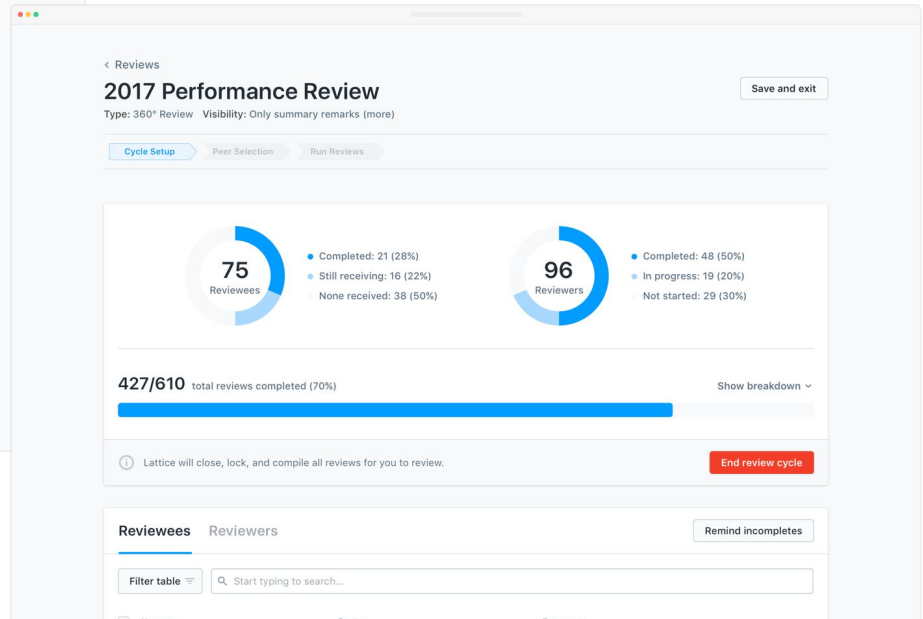 Reviews
2017 Performance Review
Save and exit
Type: 360° Review Visibility: Only summary remarks (more)
Cycle Setup
Peer Selection
Run Reviews
75
Reviewees
Completed: 21 (28%)
Still receiving: 16 (22%)
None received: 38 (50%)
96
Reviewers
Completed: 48 (50%)
In progress: 19 (20%)
Not started: 29 (30%)
427/610 total reviews completed (70%)
Show breakdown
Lattice will close, lock, and compile all reviews for you to review.
End review cycle
Reviewees
Reviewers
Remind incompletes
Filter table
Start typing to search...